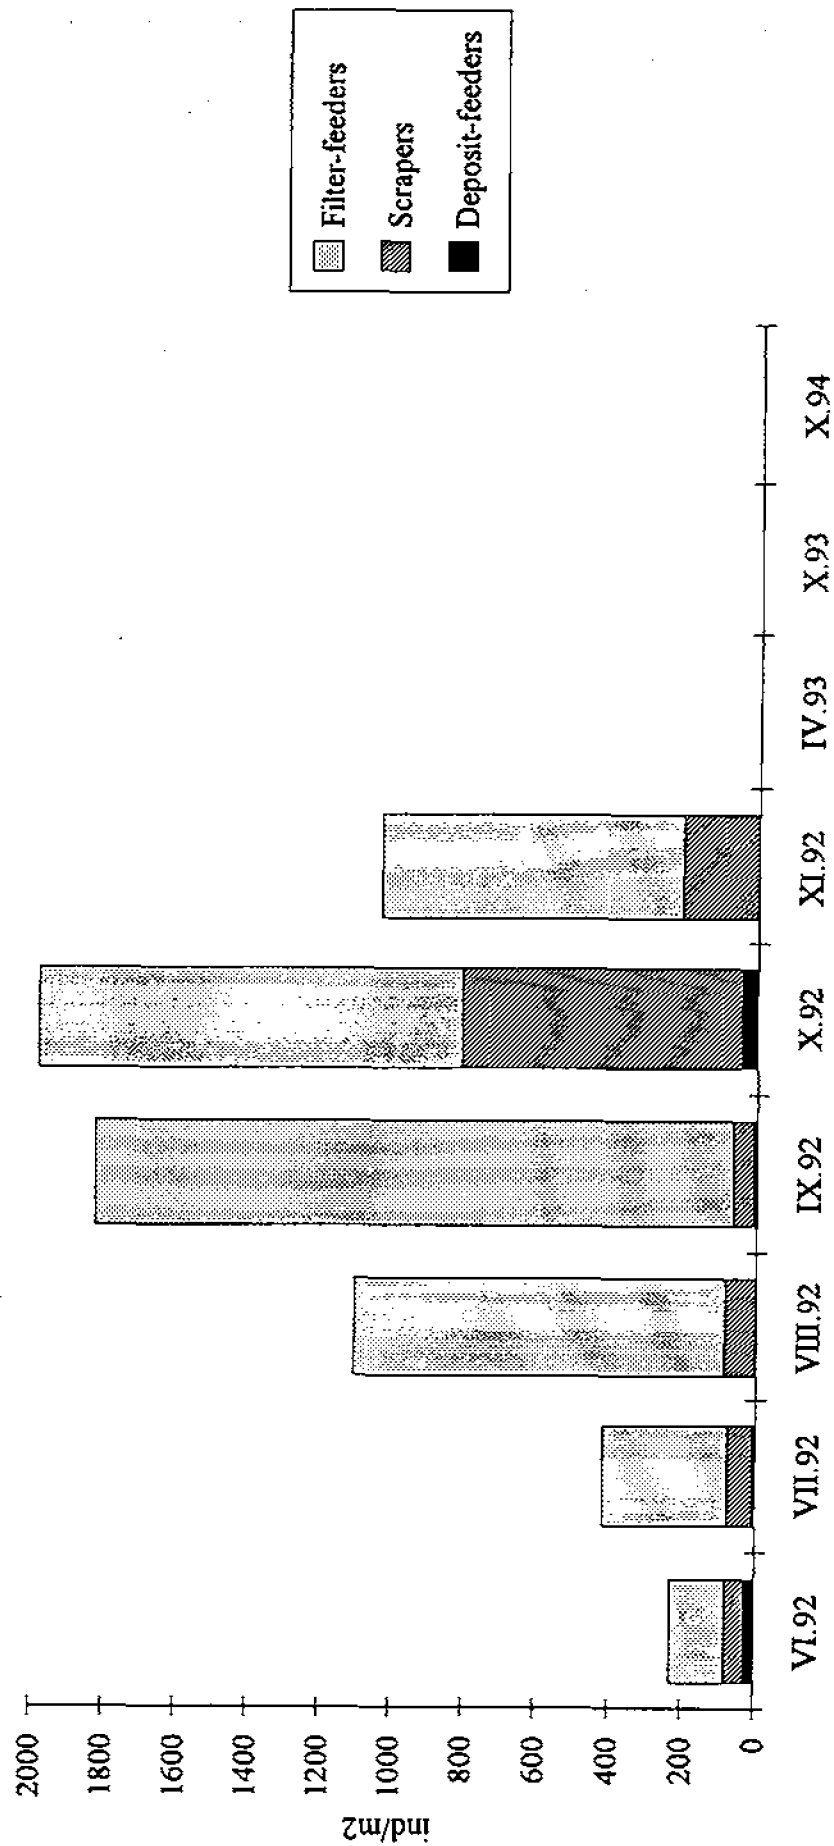 ind/m2
2000
1800
1600
1400
1200
1000
800
600
400
200
0
VI.92
VII.92
VIII.92
IX.92
X.92
XI.92
IV.93
X.93
X.94
Filter-feeders
Scrapers
Deposit-feeders